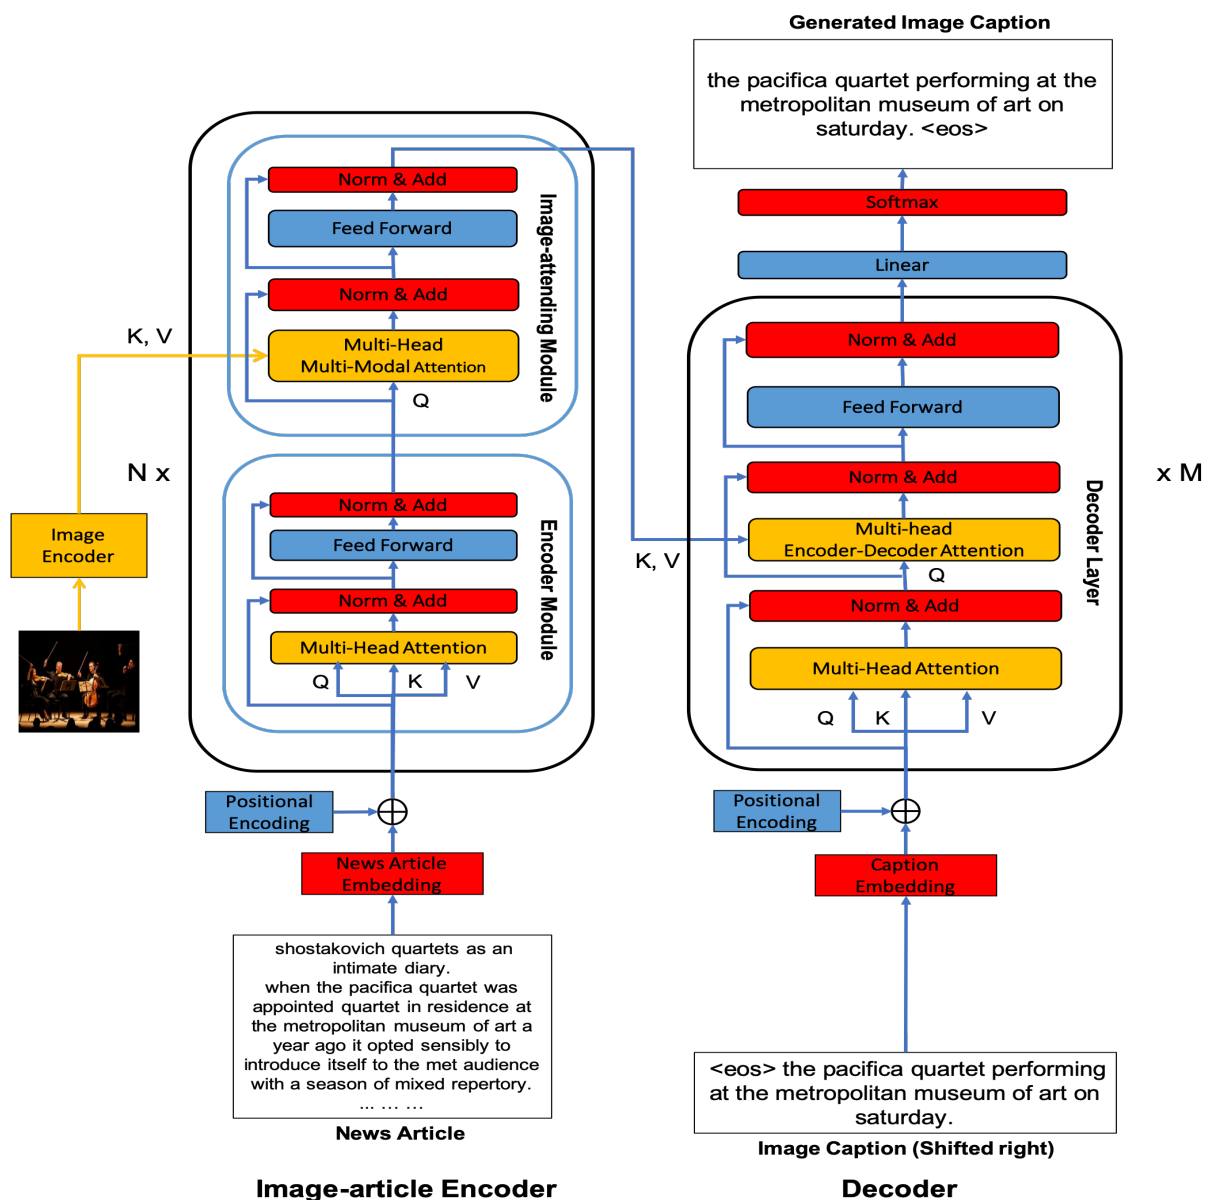 Generated Image Caption
the pacifica quartet performing at the
metropolitan museum of art on
saturday. <eos>
Softmax
Linear
Norm & Add
Feed Forward
Norm & Add
Multi-head
Encoder-Decoder Attention
K, V
Q
Norm & Add
Multi-Head Attention
Q
K
V
Decoder Layer
x M
Positional
Encoding
Caption
Embedding
<eos> the pacifica quartet performing
at the metropolitan museum of art on
saturday.
Image Caption (Shifted right)
Decoder
Norm & Add
Feed Forward
Norm & Add
Multi-Head
Multi-Modal Attention
K, V
Q
Image-attending Module
N x
Image
Encoder
Norm & Add
Feed Forward
Norm & Add
Multi-Head Attention
Q
K
V
Encoder Module
Positional
Encoding
News Article
Embedding
shostakovich quartets as an
intimate diary.
when the pacifica quartet was
appointed quartet in residence at
the metropolitan museum of art a
year ago it opted sensibly to
introduce itself to the met audience
with a season of mixed repertory.
... ... ...
News Article
Image-article Encoder